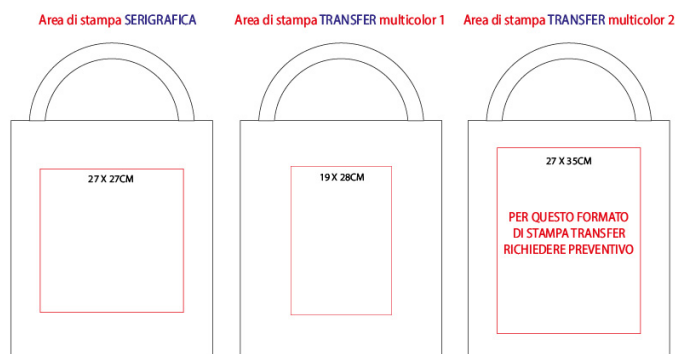 Area di stampa SERIGRAFICA
Area di stampa TRANSFER multicolor 1
Area di stampa TRANSFER multicolor 2
27 X 27CM
19 X 28CM
27 X 35CM
PER QUESTO FORMATO
DI STAMPA TRANSFER
RICHIEDERE PREVENTIVO